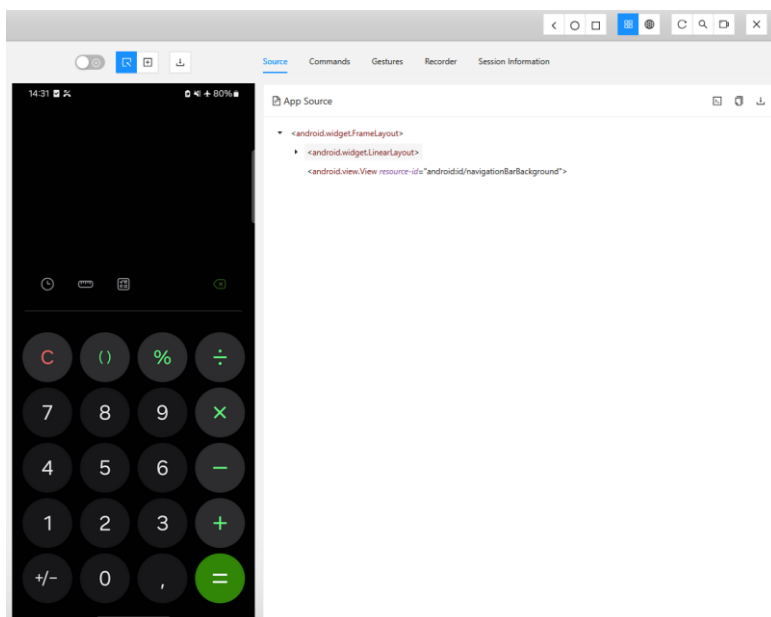 Source Commands Gestures Recorder Session Information
14:31 80%
App Source
<android.widget.FrameLayout>
<android.widget.LinearLayout>
<android.view.View resource-id="android:id/navigationBarBackground">
C () % ÷
7 8 9 ×
4 5 6 −
1 2 3 +
+/− 0 , =